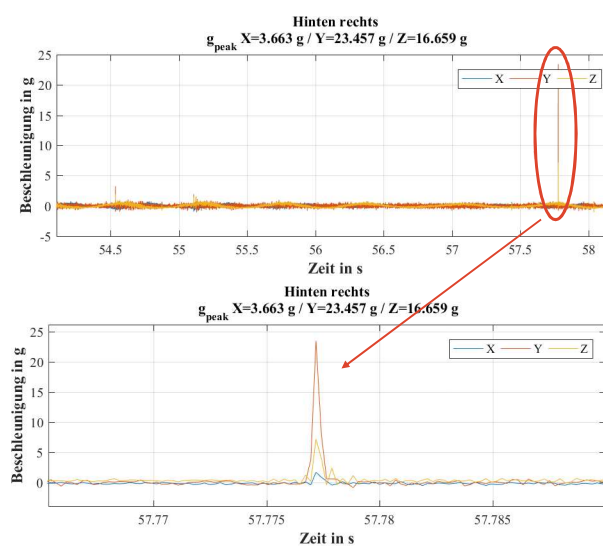 Hinten rechts
g_peak X=3.663 g / Y=23.457 g / Z=16.659 g
Beschleunigung in g
25
20
15
10
5
0
-5
X Y Z
54.5 55 55.5 56 56.5 57 57.5 58
Zeit in s
Hinten rechts
g_peak X=3.663 g / Y=23.457 g / Z=16.659 g
Beschleunigung in g
25
20
15
10
5
0
X Y Z
57.77 57.775 57.78 57.785
Zeit in s